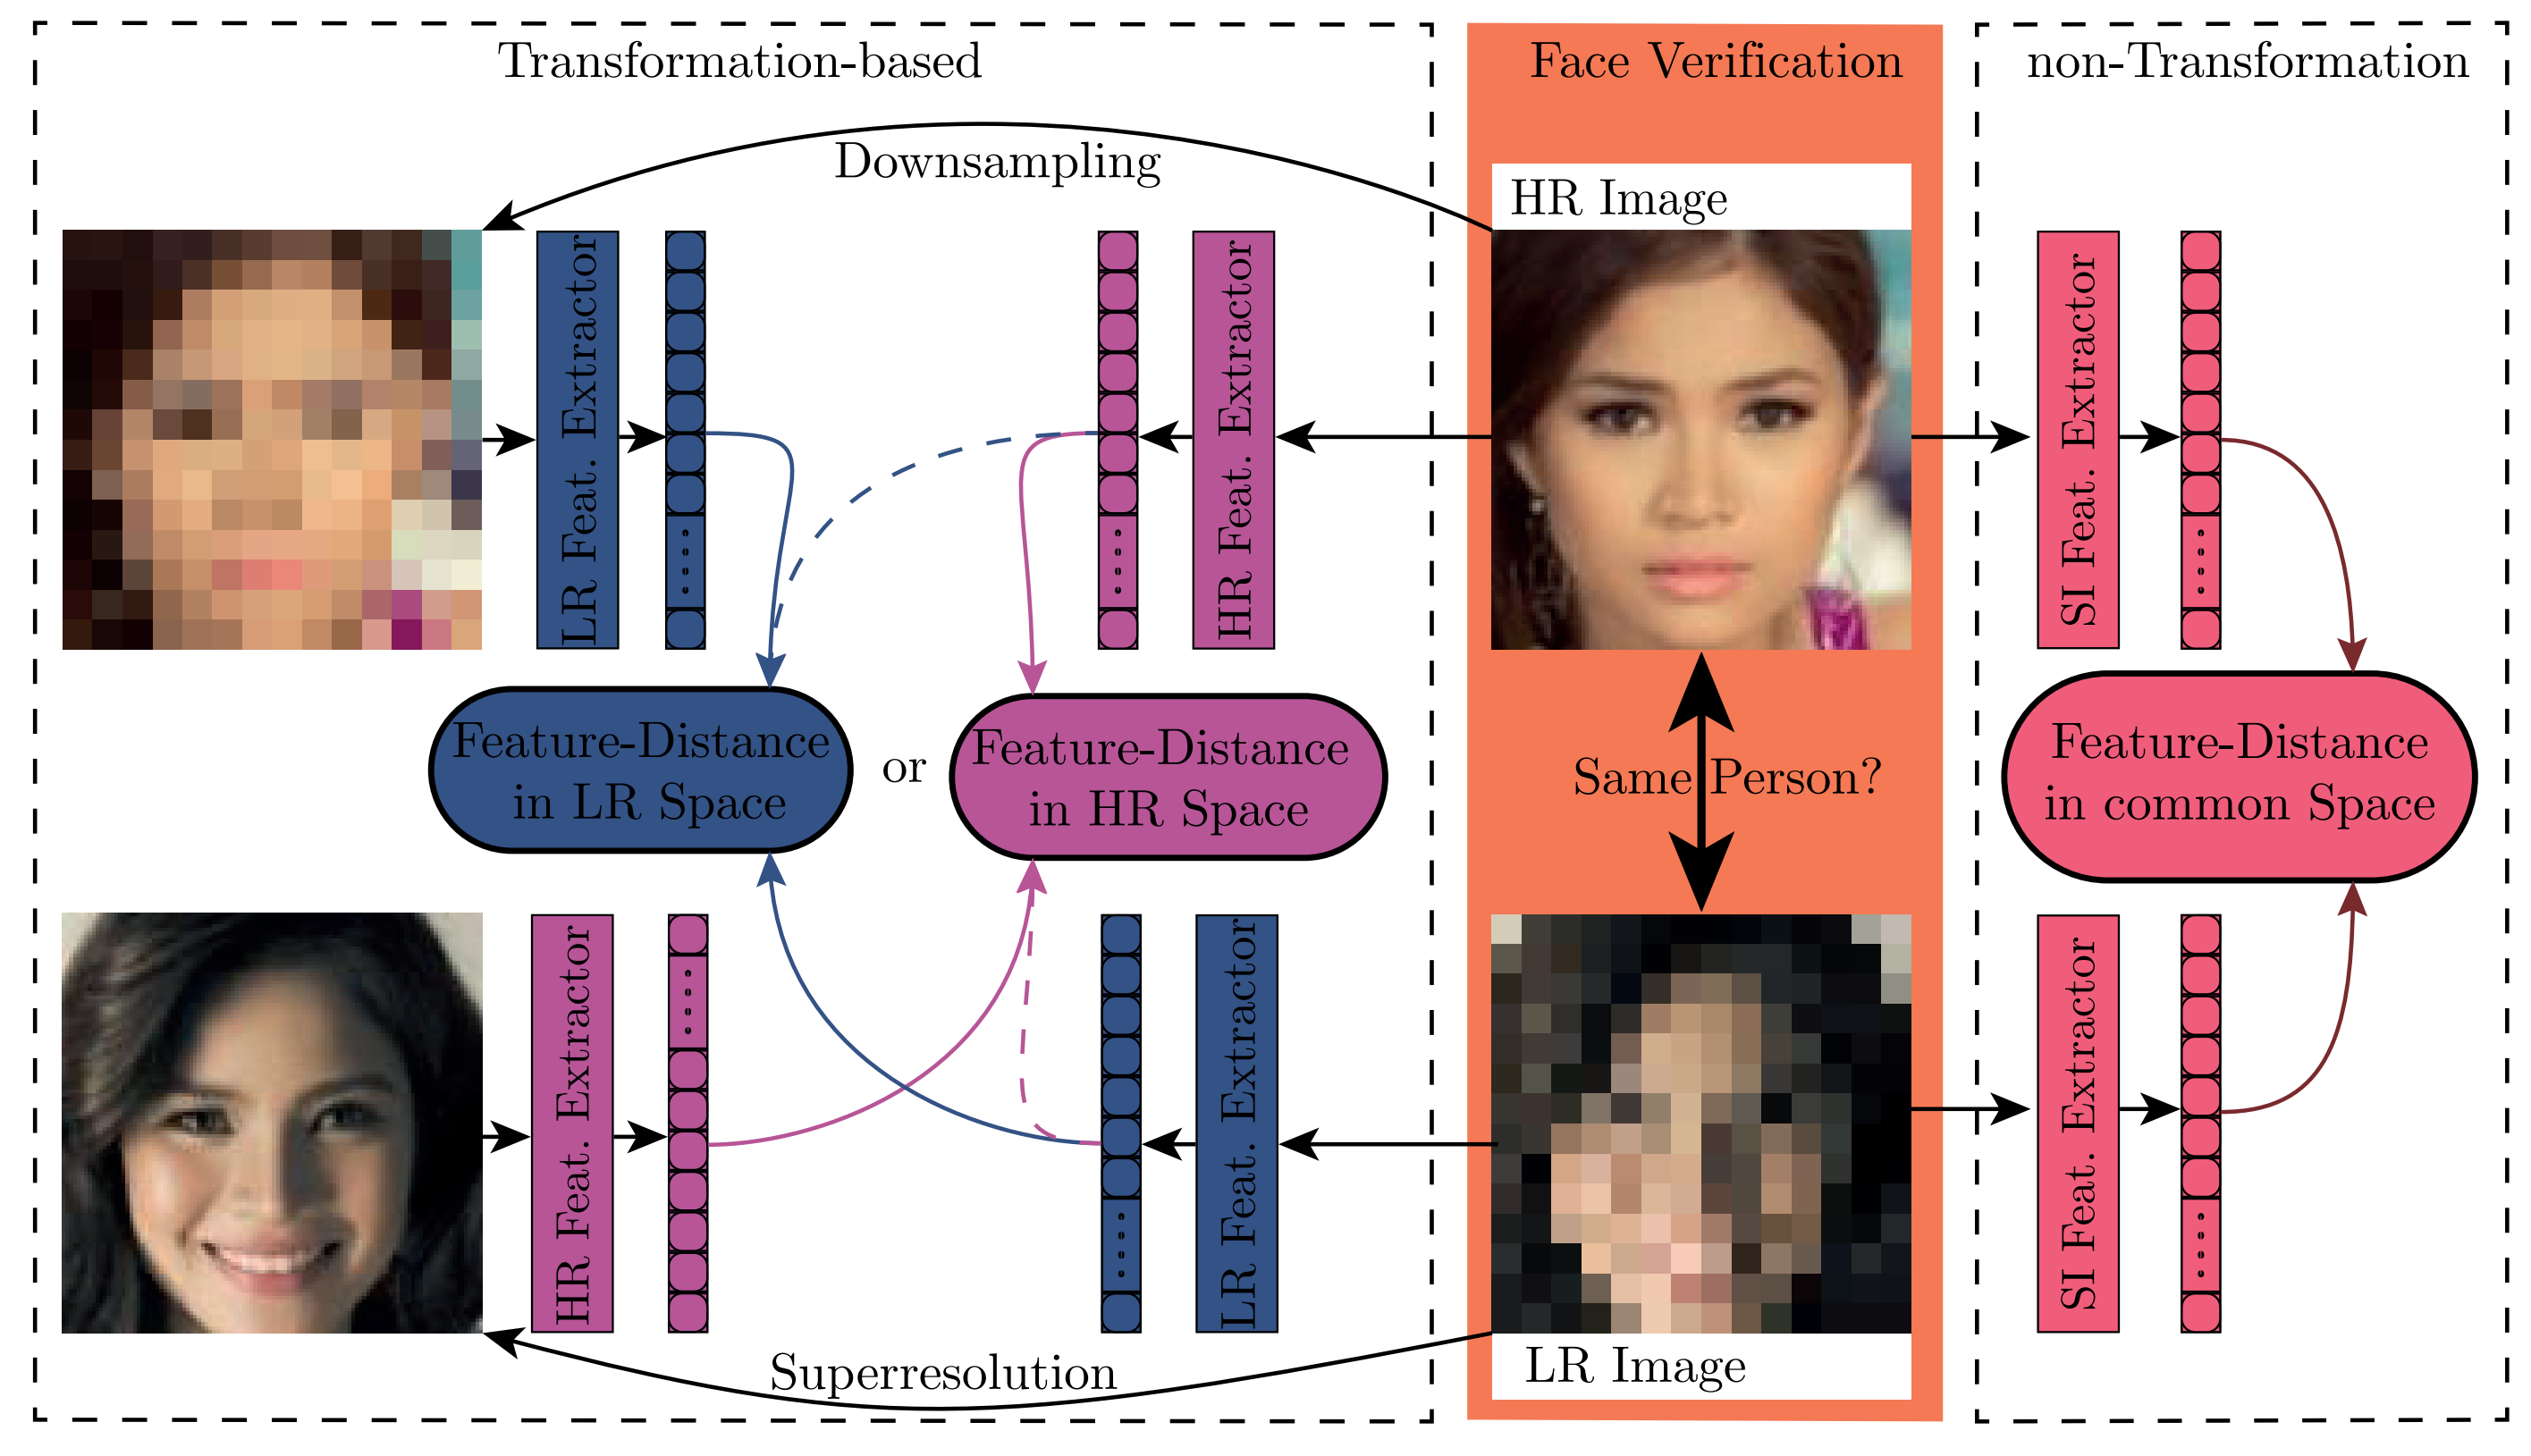 Transformation-based
Face Verification
non-Transformation
Downsampling
HR Image
LR Feat. Extractor
HR Feat. Extractor
SI Feat. Extractor
Feature-Distance
in LR Space
or
Feature-Distance
in HR Space
Same Person?
Feature-Distance
in common Space
HR Feat. Extractor
LR Feat. Extractor
SI Feat. Extractor
Superresolution
LR Image